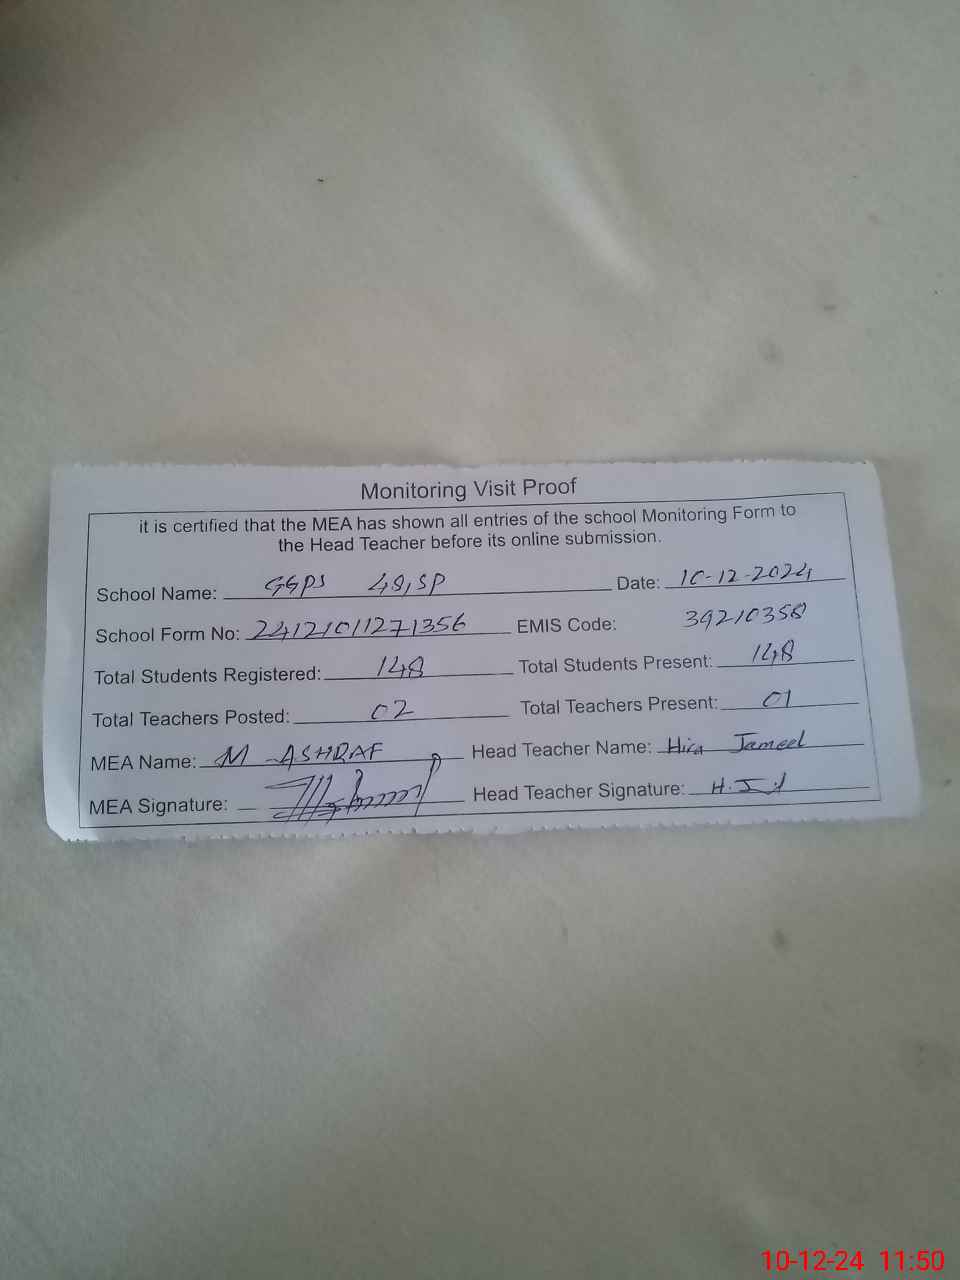 Monitoring Visit Proof
it is certified that the MEA has shown all entries of the school Monitoring Form to
the Head Teacher before its online submission.
School Name: GGPS 48,SP Date: 10-12-2024
School Form No: 24121011271356 EMIS Code: 39210358
Total Students Registered: 148 Total Students Present: 148
Total Teachers Posted: 02 Total Teachers Present: 01
MEA Name: M ASHRAF Head Teacher Name: Hira Jameel
MEA Signature: Head Teacher Signature: H.J
10-12-24 11:50